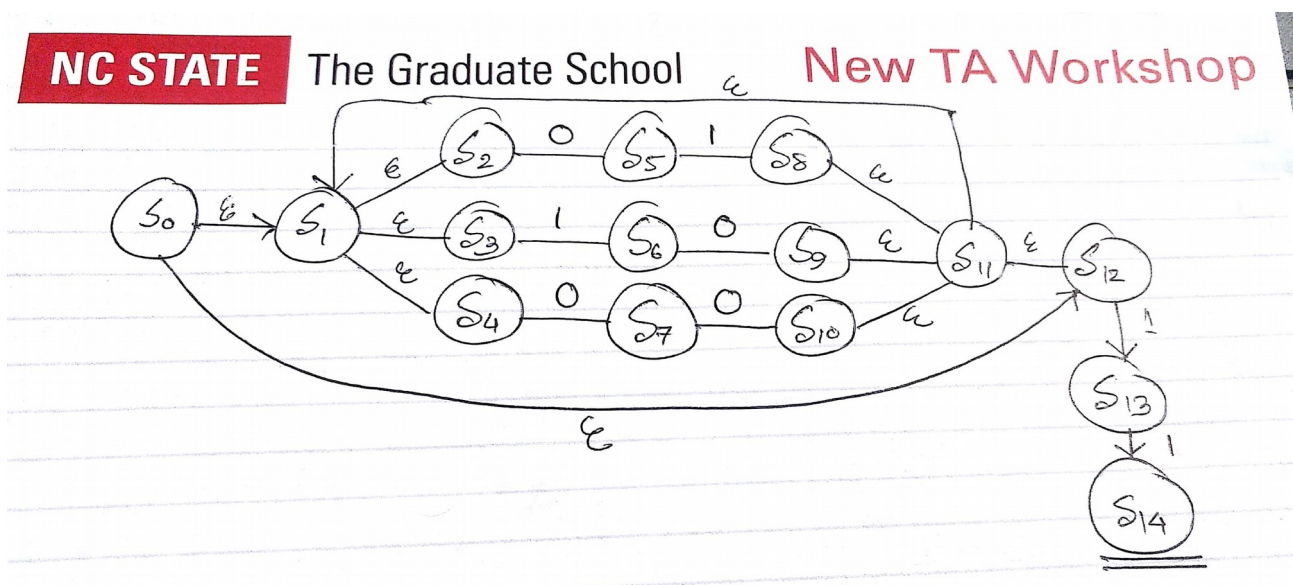 NC STATE The Graduate School New TA Workshop
ε
S2 0 S5 1 S8
ε ε
S0 ε S1 ε S3 1 S6 0 S9 ε S11 ε S12
ε S4 0 S7 0 S10 ε
1
S13
ε
1
S14